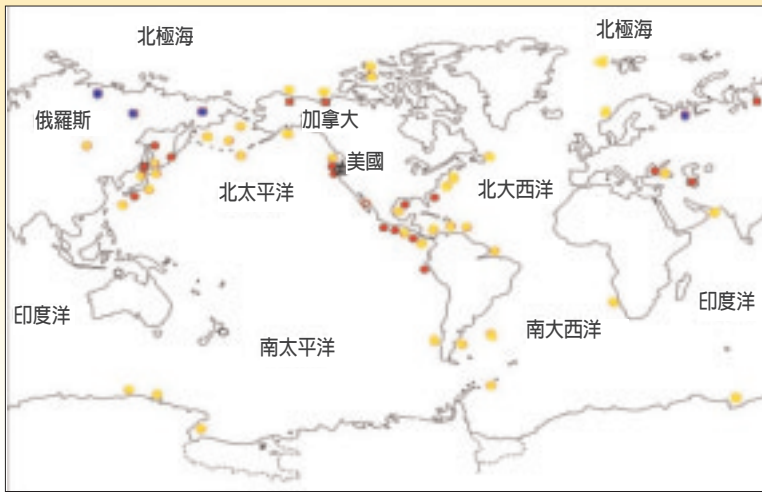 北極海
北極海
俄羅斯
加拿大
美國
北太平洋
北大西洋
印度洋
印度洋
南太平洋
南大西洋